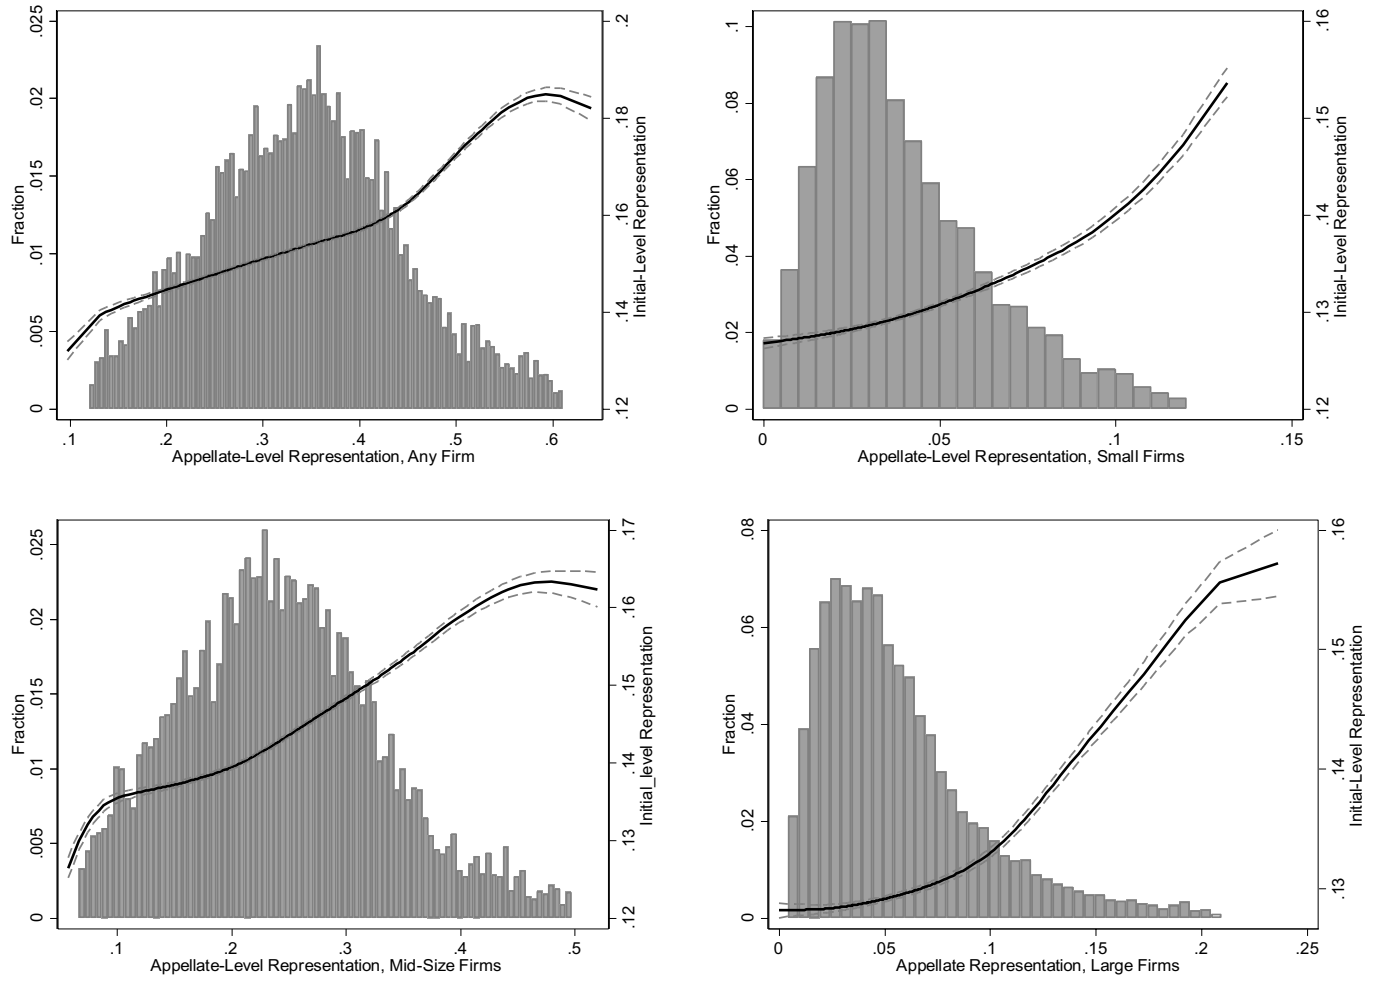 Fraction
0 .005 .01 .015 .02 .025
.12 .14 .16 .18 .2
Initial-Level Representation
.1 .2 .3 .4 .5 .6
Appellate-Level Representation, Any Firm
Fraction
0 .02 .04 .06 .08 .1
.12 .13 .14 .15 .16
Initial-Level Representation
0 .05 .1 .15
Appellate-Level Representation, Small Firms
Fraction
0 .005 .01 .015 .02 .025
.12 .13 .14 .15 .16 .17
Initial_level Representation
.1 .2 .3 .4 .5
Appellate-Level Representation, Mid-Size Firms
Fraction
0 .02 .04 .06 .08
.13 .14 .15 .16
Initial-Level Representation
0 .05 .1 .15 .2 .25
Appellate Representation, Large Firms